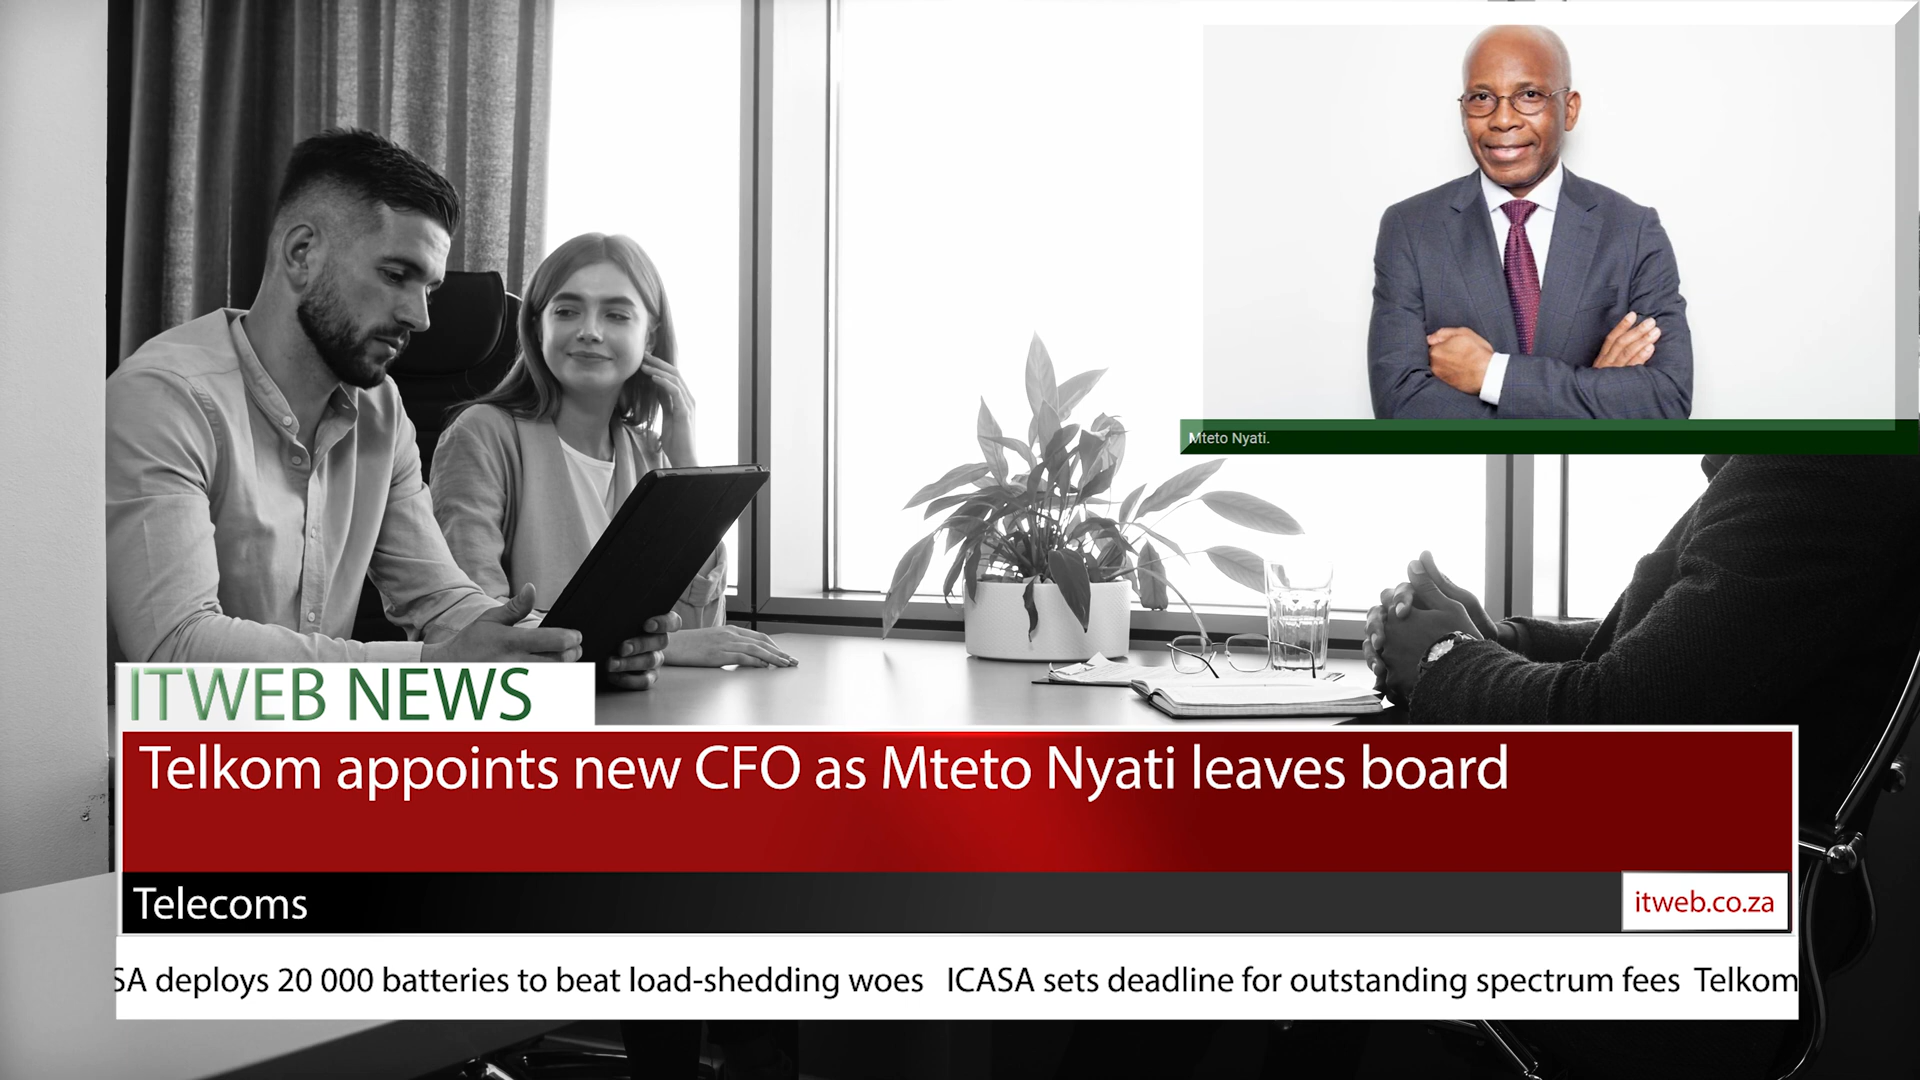 Mteto Nyati.
ITWEB NEWS
Telkom appoints new CFO as Mteto Nyati leaves board
Telecoms
itweb.co.za
SA deploys 20 000 batteries to beat load-shedding woes ICASA sets deadline for outstanding spectrum fees Telkom